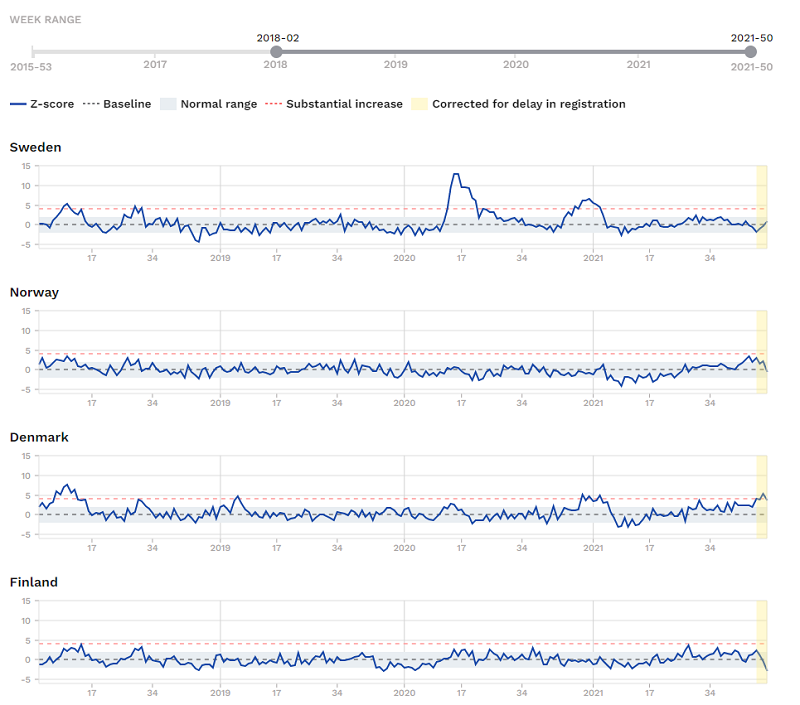 WEEK RANGE
2018-02 2021-50
2015-53 2017 2018 2019 2020 2021 2021-50
Z-score Baseline Normal range Substantial increase Corrected for delay in registration
Sweden
15
10
5
0
−5
17 34 2019 17 34 2020 17 34 2021 17 34
Norway
15
10
5
0
−5
17 34 2019 17 34 2020 17 34 2021 17 34
Denmark
15
10
5
0
−5
17 34 2019 17 34 2020 17 34 2021 17 34
Finland
15
10
5
0
−5
17 34 2019 17 34 2020 17 34 2021 17 34